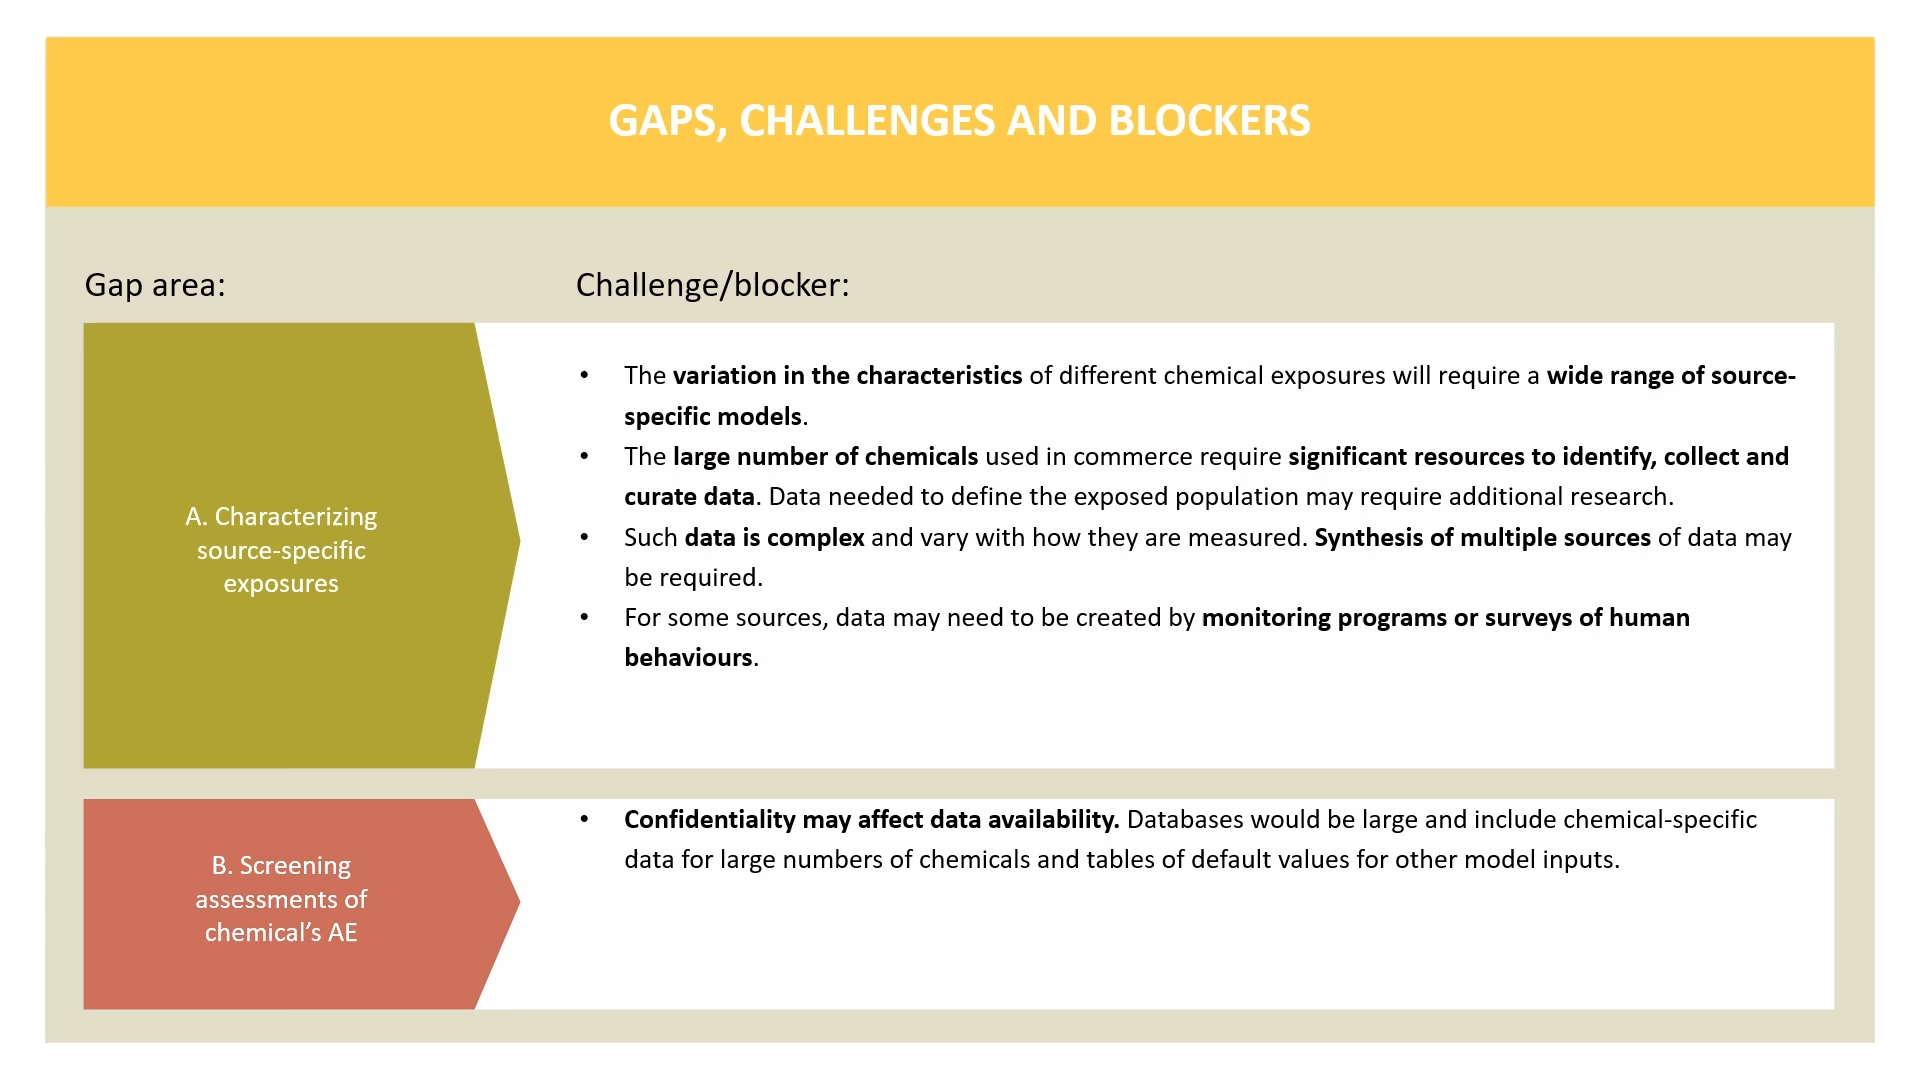 GAPS, CHALLENGES AND BLOCKERS
Gap area:
Challenge/blocker:
A. Characterizing
source-specific
exposures
• The variation in the characteristics of different chemical exposures will require a wide range of source-
specific models.
• The large number of chemicals used in commerce require significant resources to identify, collect and
curate data. Data needed to define the exposed population may require additional research.
• Such data is complex and vary with how they are measured. Synthesis of multiple sources of data may
be required.
• For some sources, data may need to be created by monitoring programs or surveys of human
behaviours.
B. Screening
assessments of
chemical’s AE
• Confidentiality may affect data availability. Databases would be large and include chemical-specific
data for large numbers of chemicals and tables of default values for other model inputs.